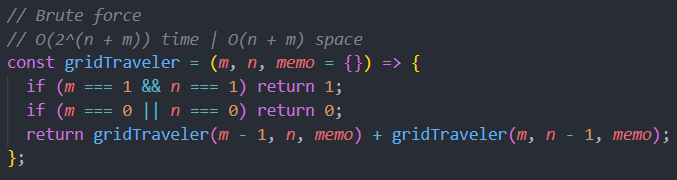 // Brute force
// O(2^(n + m)) time | O(n + m) space
const gridTraveler = (m, n, memo = {}) => {
  if (m === 1 && n === 1) return 1;
  if (m === 0 || n === 0) return 0;
  return gridTraveler(m - 1, n, memo) + gridTraveler(m, n - 1, memo);
};